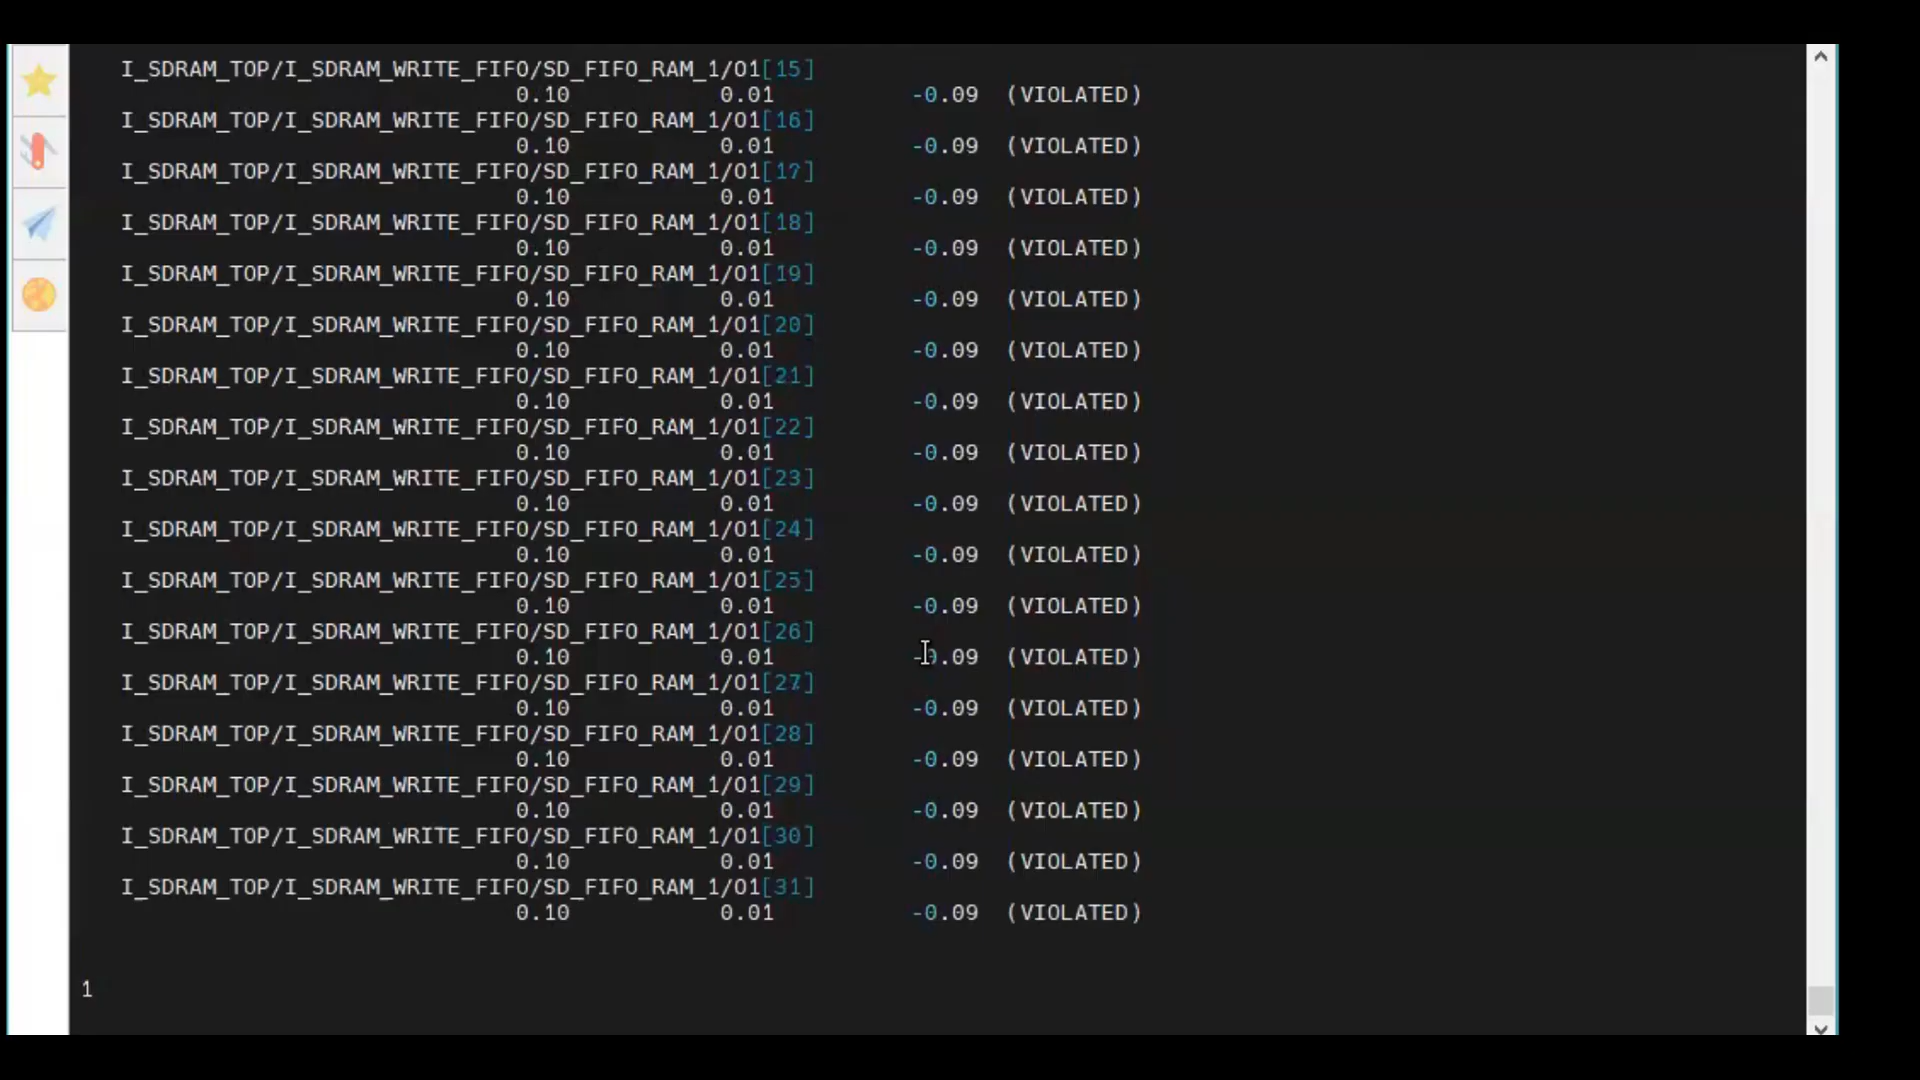 I_SDRAM_TOP/I_SDRAM_WRITE_FIFO/SD_FIFO_RAM_1/O1[15]
0.10 0.01 -0.09 (VIOLATED)
I_SDRAM_TOP/I_SDRAM_WRITE_FIFO/SD_FIFO_RAM_1/O1[16]
0.10 0.01 -0.09 (VIOLATED)
I_SDRAM_TOP/I_SDRAM_WRITE_FIFO/SD_FIFO_RAM_1/O1[17]
0.10 0.01 -0.09 (VIOLATED)
I_SDRAM_TOP/I_SDRAM_WRITE_FIFO/SD_FIFO_RAM_1/O1[18]
0.10 0.01 -0.09 (VIOLATED)
I_SDRAM_TOP/I_SDRAM_WRITE_FIFO/SD_FIFO_RAM_1/O1[19]
0.10 0.01 -0.09 (VIOLATED)
I_SDRAM_TOP/I_SDRAM_WRITE_FIFO/SD_FIFO_RAM_1/O1[20]
0.10 0.01 -0.09 (VIOLATED)
I_SDRAM_TOP/I_SDRAM_WRITE_FIFO/SD_FIFO_RAM_1/O1[21]
0.10 0.01 -0.09 (VIOLATED)
I_SDRAM_TOP/I_SDRAM_WRITE_FIFO/SD_FIFO_RAM_1/O1[22]
0.10 0.01 -0.09 (VIOLATED)
I_SDRAM_TOP/I_SDRAM_WRITE_FIFO/SD_FIFO_RAM_1/O1[23]
0.10 0.01 -0.09 (VIOLATED)
I_SDRAM_TOP/I_SDRAM_WRITE_FIFO/SD_FIFO_RAM_1/O1[24]
0.10 0.01 -0.09 (VIOLATED)
I_SDRAM_TOP/I_SDRAM_WRITE_FIFO/SD_FIFO_RAM_1/O1[25]
0.10 0.01 -0.09 (VIOLATED)
I_SDRAM_TOP/I_SDRAM_WRITE_FIFO/SD_FIFO_RAM_1/O1[26]
0.10 0.01 -0.09 (VIOLATED)
I_SDRAM_TOP/I_SDRAM_WRITE_FIFO/SD_FIFO_RAM_1/O1[27]
0.10 0.01 -0.09 (VIOLATED)
I_SDRAM_TOP/I_SDRAM_WRITE_FIFO/SD_FIFO_RAM_1/O1[28]
0.10 0.01 -0.09 (VIOLATED)
I_SDRAM_TOP/I_SDRAM_WRITE_FIFO/SD_FIFO_RAM_1/O1[29]
0.10 0.01 -0.09 (VIOLATED)
I_SDRAM_TOP/I_SDRAM_WRITE_FIFO/SD_FIFO_RAM_1/O1[30]
0.10 0.01 -0.09 (VIOLATED)
I_SDRAM_TOP/I_SDRAM_WRITE_FIFO/SD_FIFO_RAM_1/O1[31]
0.10 0.01 -0.09 (VIOLATED)
1